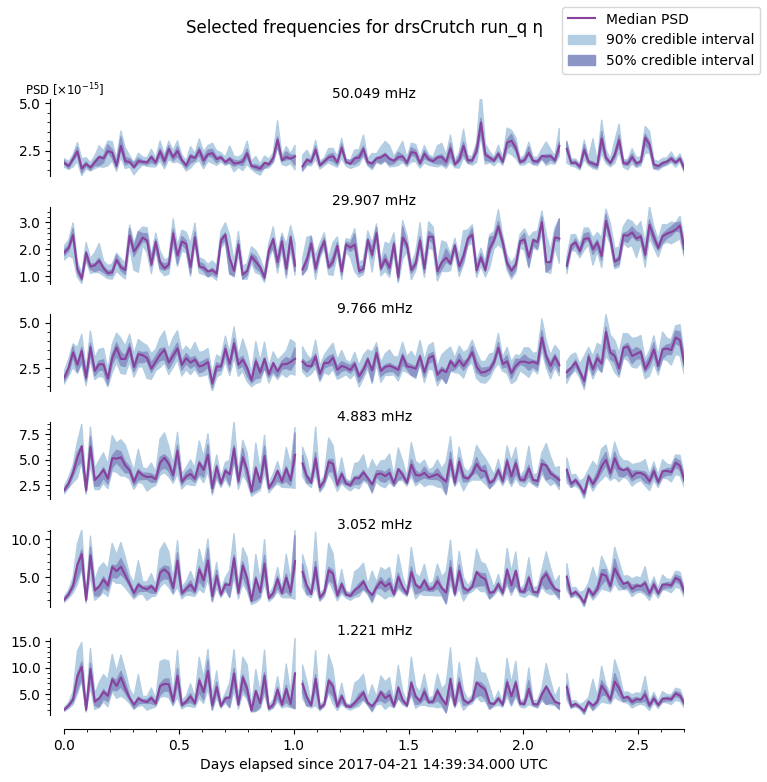 Selected frequencies for drsCrutch run_q η
Median PSD
90% credible interval
50% credible interval
PSD [×10⁻¹⁵]
50.049 mHz
5.0
2.5
29.907 mHz
3.0
2.0
1.0
9.766 mHz
5.0
2.5
4.883 mHz
7.5
5.0
2.5
3.052 mHz
10.0
5.0
1.221 mHz
15.0
10.0
5.0
0.0 0.5 1.0 1.5 2.0 2.5
Days elapsed since 2017-04-21 14:39:34.000 UTC